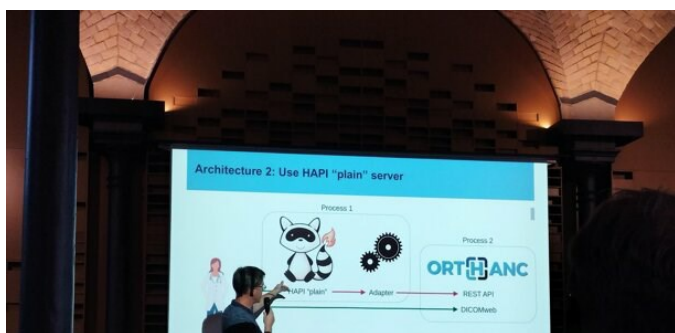 Architecture 2: Use HAPI "plain" server
Process 1
Process 2
ORTHANC
HAPI "plain"
Adapter
REST API
DICOMweb